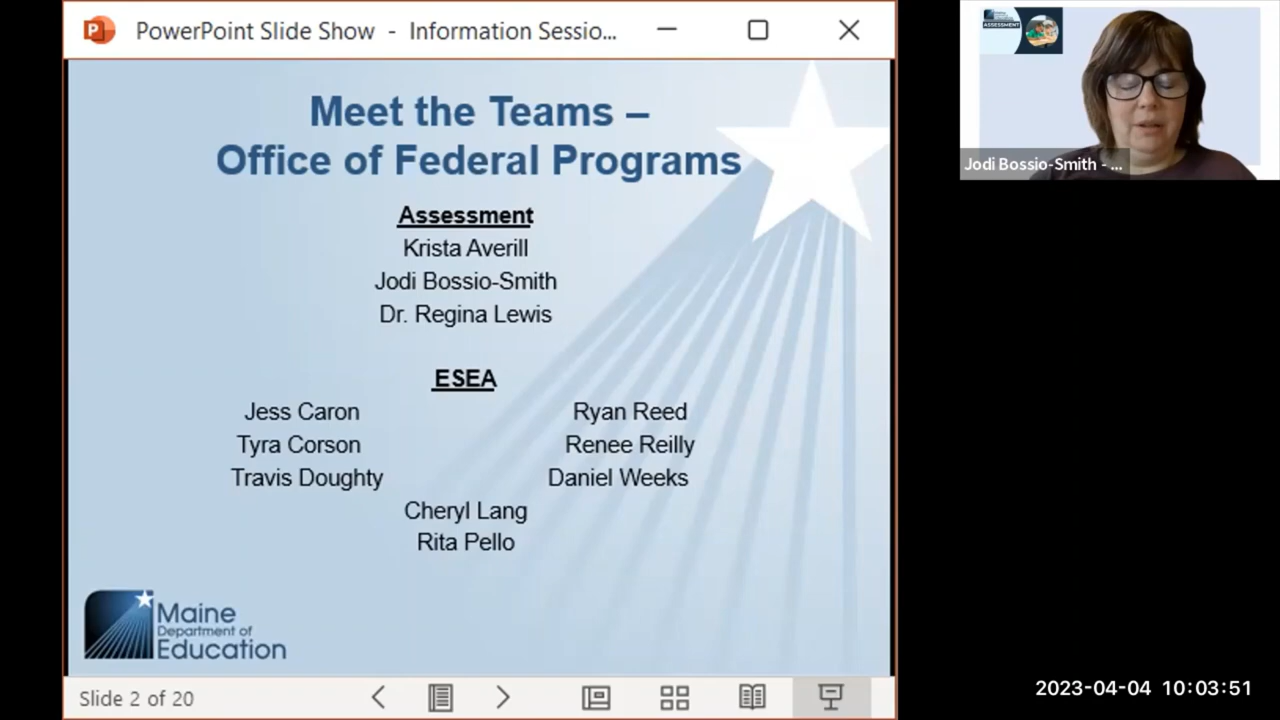 PowerPoint Slide Show - Information Sessio...
Meet the Teams –
Office of Federal Programs
Assessment
Krista Averill
Jodi Bossio-Smith
Dr. Regina Lewis
ESEA
Jess Caron Ryan Reed
Tyra Corson Renee Reilly
Travis Doughty Daniel Weeks
Cheryl Lang
Rita Pello
Maine
Department of
Education
Slide 2 of 20
ASSESSMENT
Jodi Bossio-Smith - ...
2023-04-04 10:03:51